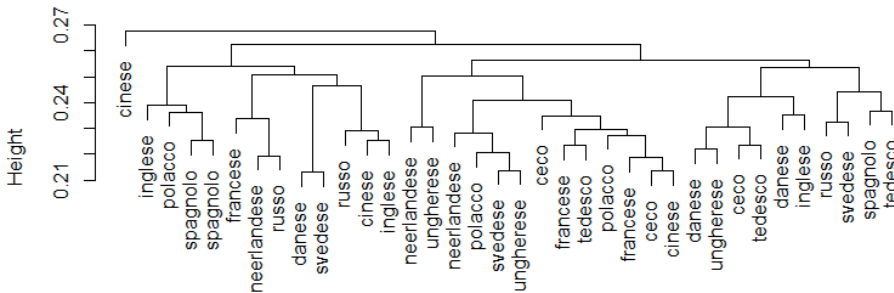 Height
0.27
0.24
0.21
cinese
inglese
polacco
spagnolo
spagnolo
francese
neerlandese
russo
danese
svedese
russo
cinese
inglese
neerlandese
ungherese
neerlandese
polacco
svedese
ungherese
ceco
francese
tedesco
polacco
francese
ceco
cinese
danese
ungherese
ceco
tedesco
danese
inglese
russo
svedese
spagnolo
tedesco